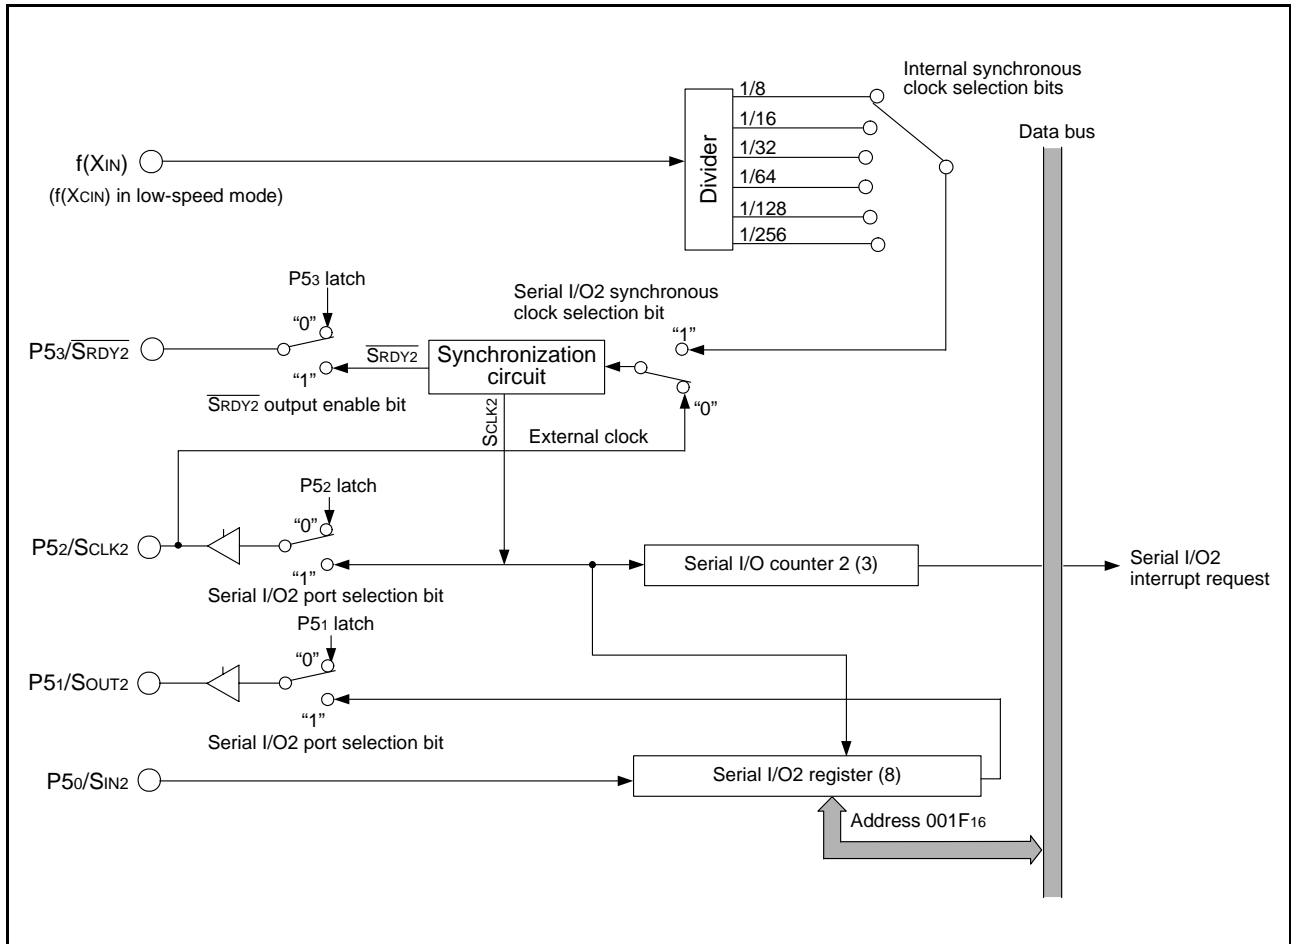 Internal synchronous
clock selection bits
1/8
1/16
1/32
1/64
1/128
1/256
Divider
Data bus
f(XIN)
(f(XCIN) in low-speed mode)
P53 latch
“0”
“1”
P53/SRDY2
SRDY2
SRDY2 output enable bit
Synchronization
circuit
Serial I/O2 synchronous
clock selection bit
“1”
“0”
SCLK2
External clock
P52 latch
“0”
P52/SCLK2
“1”
Serial I/O2 port selection bit
Serial I/O counter 2 (3)
Serial I/O2
interrupt request
P51 latch
“0”
P51/SOUT2
“1”
Serial I/O2 port selection bit
P50/SIN2
Serial I/O2 register (8)
Address 001F16